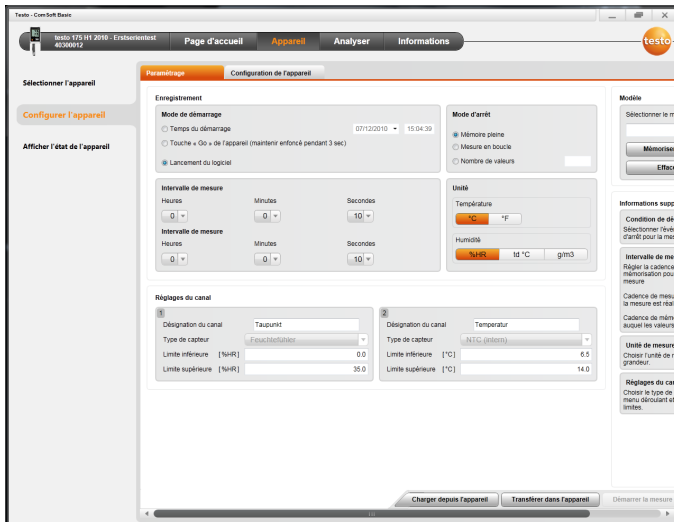 Testo - ComSoft Basic
testo 175 H1 2010 - Erstserientest
40300012
Page d'accueil
Appareil
Analyser
Informations
testo
Sélectionner l'appareil
Configurer l'appareil
Afficher l'état de l'appareil
Paramétrage
Configuration de l'appareil
Enregistrement
Mode de démarrage
Temps du démarrage
07/12/2010
15:04:39
Touche « Go » de l'appareil (maintenir enfoncé pendant 3 sec)
Lancement du logiciel
Mode d'arrêt
Mémoire pleine
Mesure en boucle
Nombre de valeurs
Intervalle de mesure
Heures Minutes Secondes
0 0 10
Intervalle de mesure
Heures Minutes Secondes
0 0 10
Unité
Température
°C °F
Humidité
%HR td °C g/m3
Réglages du canal
1
Désignation du canal Taupunkt
Type de capteur Feuchtefühler
Limite inférieure [%HR] 0.0
Limite supérieure [%HR] 35.0
2
Désignation du canal Temperatur
Type de capteur NTC (intern)
Limite inférieure [°C] 6.5
Limite supérieure [°C] 14.0
Modèle
Sélectionner le m
Mémorise
Efface
Informations supp
Condition de dé
Sélectionner l'évé
d'arrêt pour la mes
Intervalle de me
Régler la cadence
mémorisation pou
mesure
Cadence de mesu
la mesure est réal
Cadence de mémo
auquel les valeurs
Unité de mesure
Choisir l'unité de m
grandeur.
Réglages du can
Choisir le type de
menu déroulant et
limites.
Charger depuis l'appareil
Transférer dans l'appareil
Démarrer la mesure